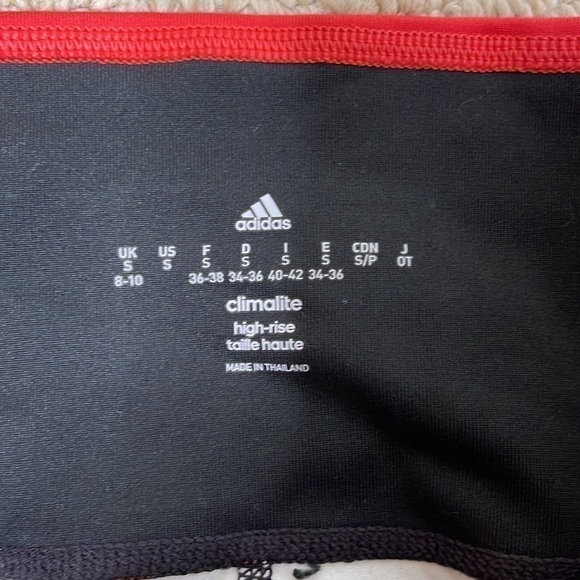 adidas
UK US F D I E CDN J
S S S S S S S/P OT
8-10 36-38 34-36 40-42 34-36
climalite
high-rise
taille haute
MADE IN THAILAND